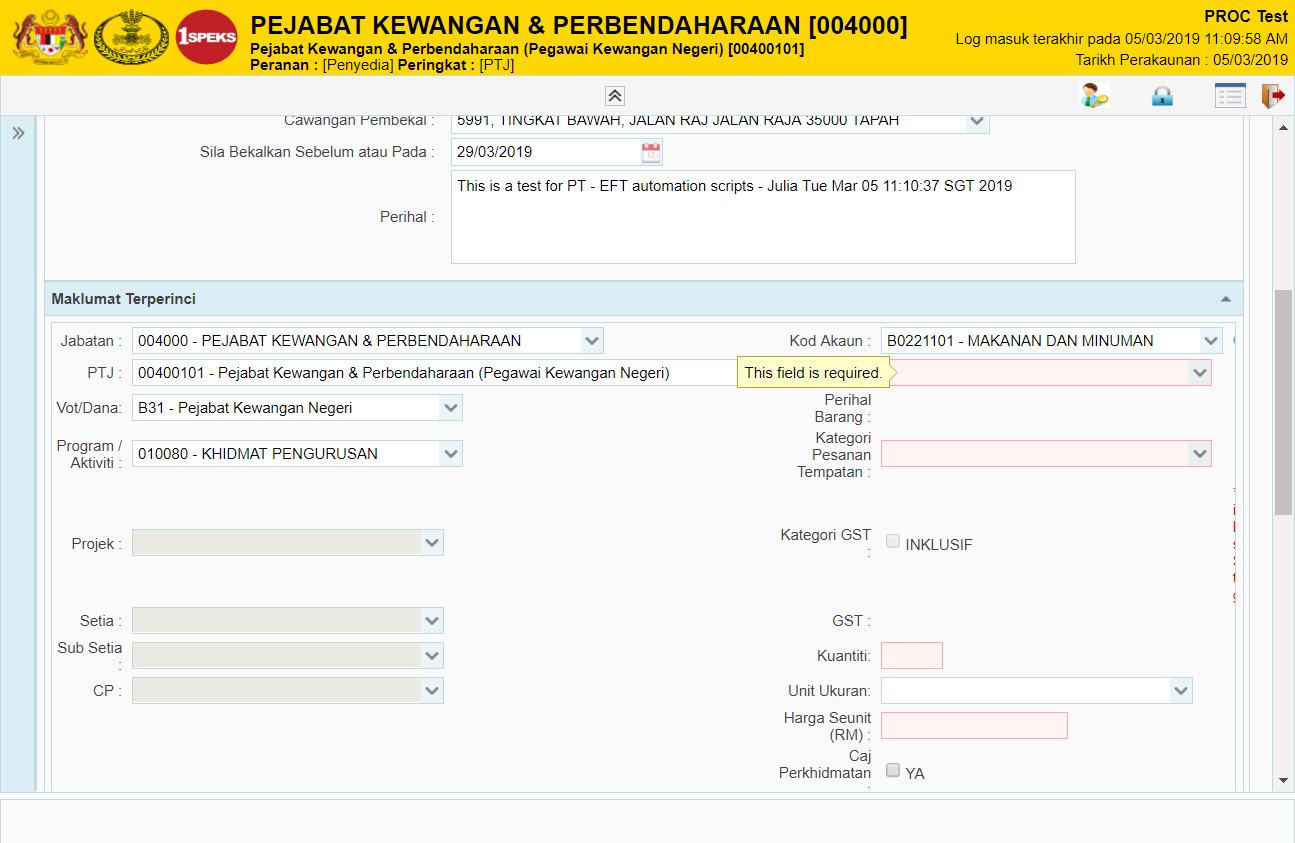 1SPEKS
PEJABAT KEWANGAN & PERBENDAHARAAN [004000]
Pejabat Kewangan & Perbendaharaan (Pegawai Kewangan Negeri) [00400101]
Peranan : [Penyedia] Peringkat : [PTJ]
PROC Test
Log masuk terakhir pada 05/03/2019 11:09:58 AM
Tarikh Perakaunan : 05/03/2019
Cawangan Pembekal : 5991, TINGKAT BAWAH, JALAN RAJ JALAN RAJA 35000 TAPAH
Sila Bekalkan Sebelum atau Pada : 29/03/2019
Perihal : This is a test for PT - EFT automation scripts - Julia Tue Mar 05 11:10:37 SGT 2019
Maklumat Terperinci
Jabatan : 004000 - PEJABAT KEWANGAN & PERBENDAHARAAN
Kod Akaun : B0221101 - MAKANAN DAN MINUMAN
PTJ : 00400101 - Pejabat Kewangan & Perbendaharaan (Pegawai Kewangan Negeri)
This field is required.
Vot/Dana: B31 - Pejabat Kewangan Negeri
Perihal
Barang :
Program /
Aktiviti : 010080 - KHIDMAT PENGURUSAN
Kategori
Pesanan
Tempatan :
Projek :
Kategori GST
: INKLUSIF
Setia :
GST :
Sub Setia
:
Kuantiti:
CP :
Unit Ukuran:
Harga Seunit
(RM) :
Caj
Perkhidmatan
YA